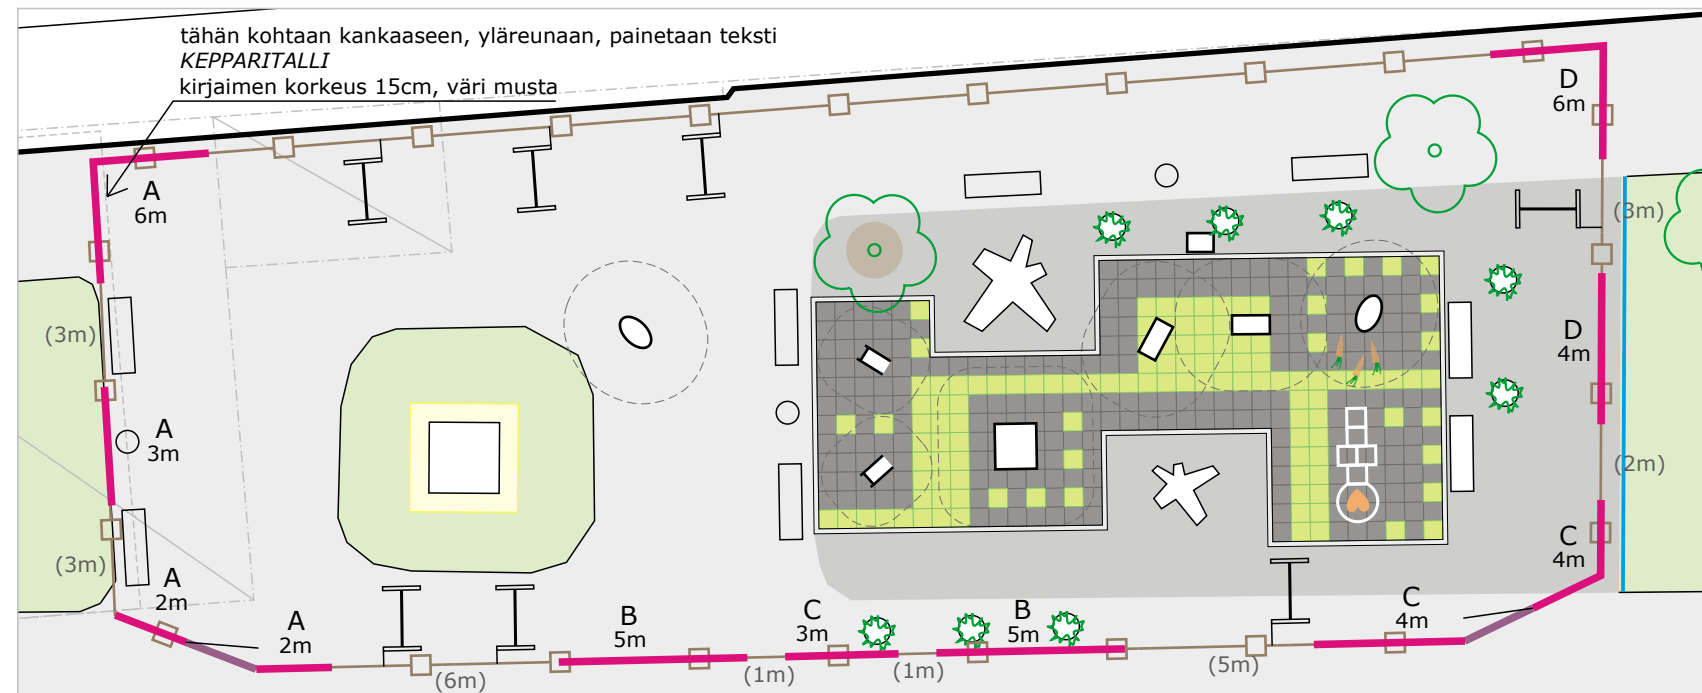 tähän kohtaan kankaaseen, yläreunaan, painetaan teksti
KEPPARITALLI
kirjaimen korkeus 15cm, väri musta
D
6m
A
6m
(3m)
(3m)
D
4m
A
3m
(2m)
C
4m
(3m)
A
2m
A
2m
B
5m
C
3m
B
5m
C
4m
(6m)
(1m)
(1m)
(5m)